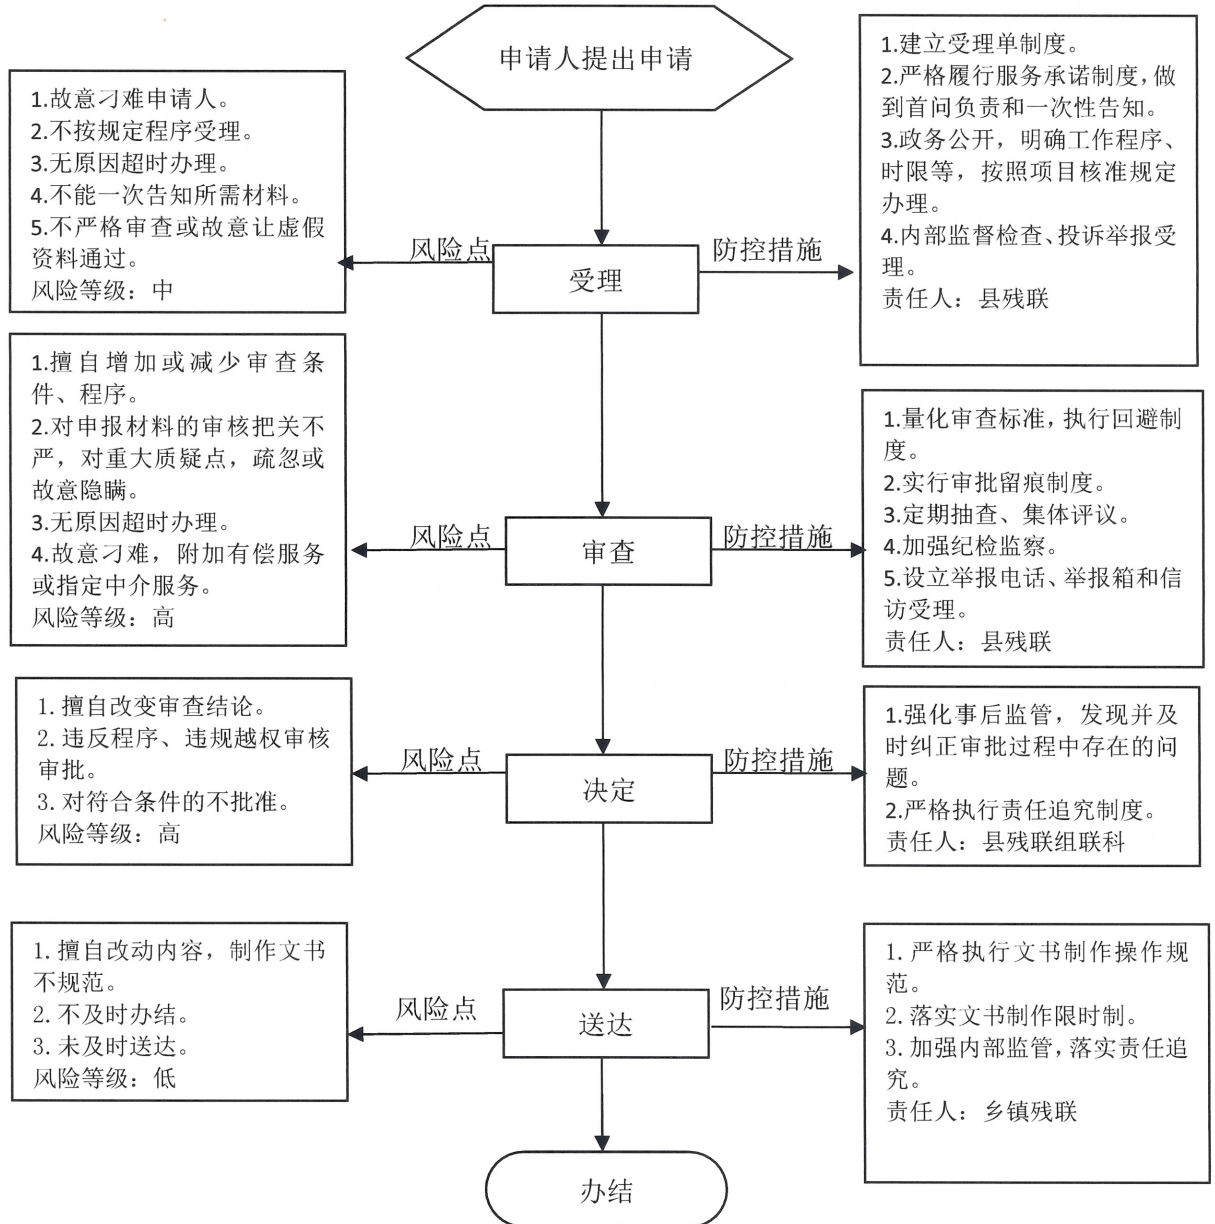 申请人提出申请
1.故意刁难申请人。
2.不按规定程序受理。
3.无原因超时办理。
4.不能一次告知所需材料。
5.不严格审查或故意让虚假
资料通过。
风险等级：中
风险点
受理
防控措施
1.建立受理单制度。
2.严格履行服务承诺制度，做
到首问负责和一次性告知。
3.政务公开，明确工作程序、
时限等，按照项目核准规定
办理。
4.内部监督检查、投诉举报受
理。
责任人：县残联
1.擅自增加或减少审查条
件、程序。
2.对申报材料的审核把关不
严，对重大质疑点，疏忽或
故意隐瞒。
3.无原因超时办理。
4.故意刁难，附加有偿服务
或指定中介服务。
风险等级：高
风险点
审查
防控措施
1.量化审查标准，执行回避制
度。
2.实行审批留痕制度。
3.定期抽查、集体评议。
4.加强纪检监察。
5.设立举报电话、举报箱和信
访受理。
责任人：县残联
1.擅自改变审查结论。
2.违反程序、违规越权审核
审批。
3.对符合条件的不批准。
风险等级：高
风险点
决定
防控措施
1.强化事后监管，发现并及
时纠正审批过程中存在的问
题。
2.严格执行责任追究制度。
责任人：县残联组联科
1.擅自改动内容，制作文书
不规范。
2.不及时办结。
3.未及时送达。
风险等级：低
风险点
送达
防控措施
1.严格执行文书制作操作规
范。
2.落实文书制作限时制。
3.加强内部监管，落实责任追
究。
责任人：乡镇残联
办结